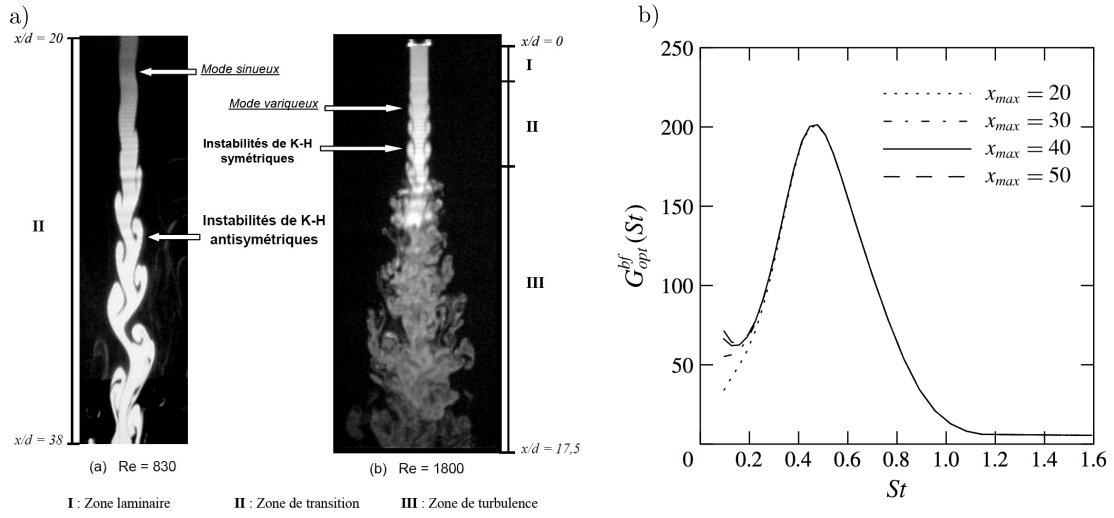 a)
x/d = 20
Mode sinueux
II
Instabilités de K-H
antisymétriques
x/d = 38
(a) Re = 830
x/d = 0
I
Mode variqueux
II
Instabilités de K-H
symétriques
III
x/d = 17,5
(b) Re = 1800
I : Zone laminaire II : Zone de transition III : Zone de turbulence
b)
250
200
150
100
50
0 0.2 0.4 0.6 0.8 1.0 1.2 1.4 1.6
St
G_{opt}^{bf}(St)
x_{max} = 20
x_{max} = 30
x_{max} = 40
x_{max} = 50